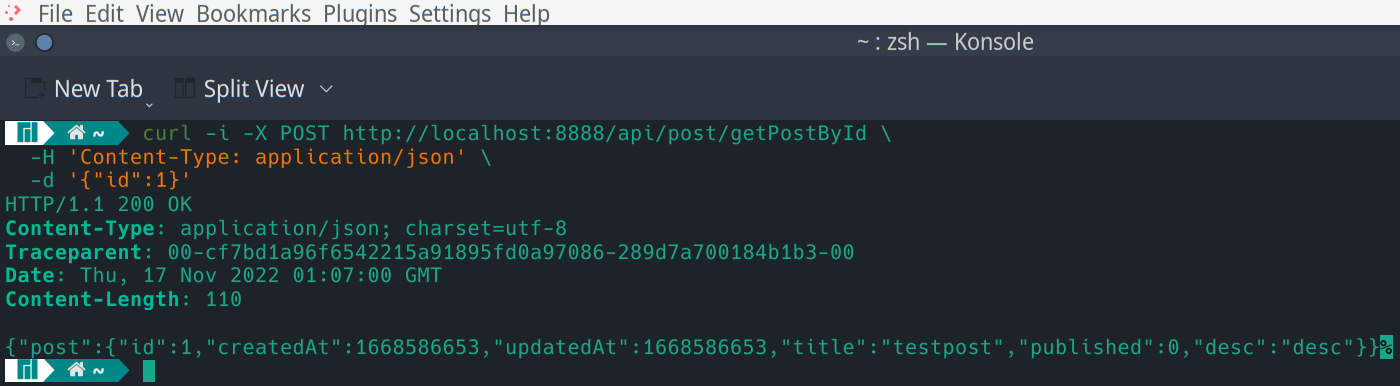 File Edit View Bookmarks Plugins Settings Help
~ : zsh — Konsole
New Tab Split View
~ curl -i -X POST http://localhost:8888/api/post/getPostById \
-H 'Content-Type: application/json' \
-d '{"id":1}'
HTTP/1.1 200 OK
Content-Type: application/json; charset=utf-8
Traceparent: 00-cf7bd1a96f6542215a91895fd0a97086-289d7a700184b1b3-00
Date: Thu, 17 Nov 2022 01:07:00 GMT
Content-Length: 110
{"post":{"id":1,"createdAt":1668586653,"updatedAt":1668586653,"title":"testpost","published":0,"desc":"desc"}}%
~